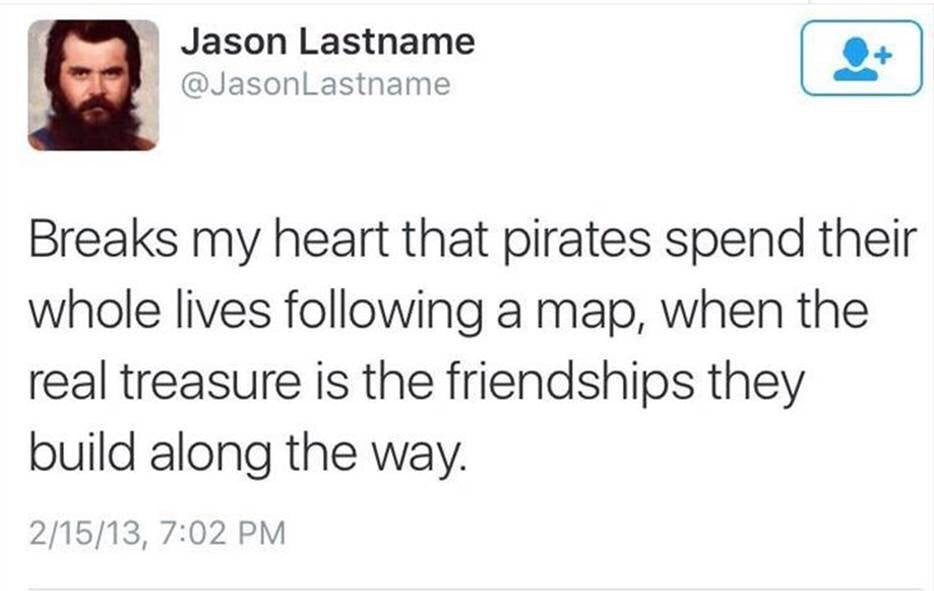 Jason Lastname
@JasonLastname
Breaks my heart that pirates spend their
whole lives following a map, when the
real treasure is the friendships they
build along the way.
2/15/13, 7:02 PM